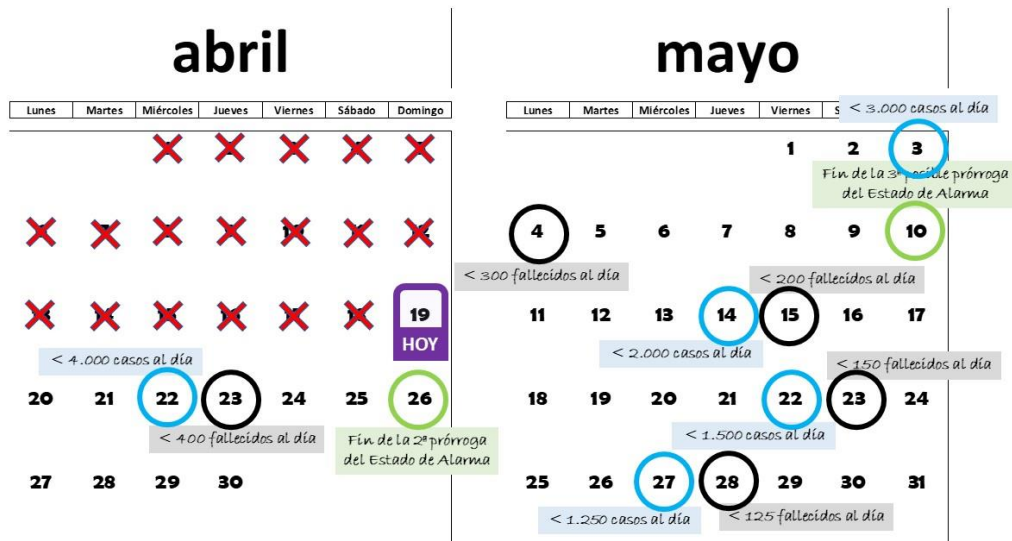 abril
Lunes Martes Miércoles Jueves Viernes Sábado Domingo
19
HOY
< 4.000 casos al día
20 21 22 23 24 25 26
< 400 fallecidos al día
Fin de la 2ª prórroga
del Estado de Alarma
27 28 29 30
mayo
Lunes Martes Miércoles Jueves Viernes
< 3.000 casos al día
1 2 3
Fin de la 3ª posible prórroga
del Estado de Alarma
4 5 6 7 8 9 10
< 300 fallecidos al día
< 200 fallecidos al día
11 12 13 14 15 16 17
< 2.000 casos al día
< 150 fallecidos al día
18 19 20 21 22 23 24
< 1.500 casos al día
25 26 27 28 29 30 31
< 1.250 casos al día
< 125 fallecidos al día